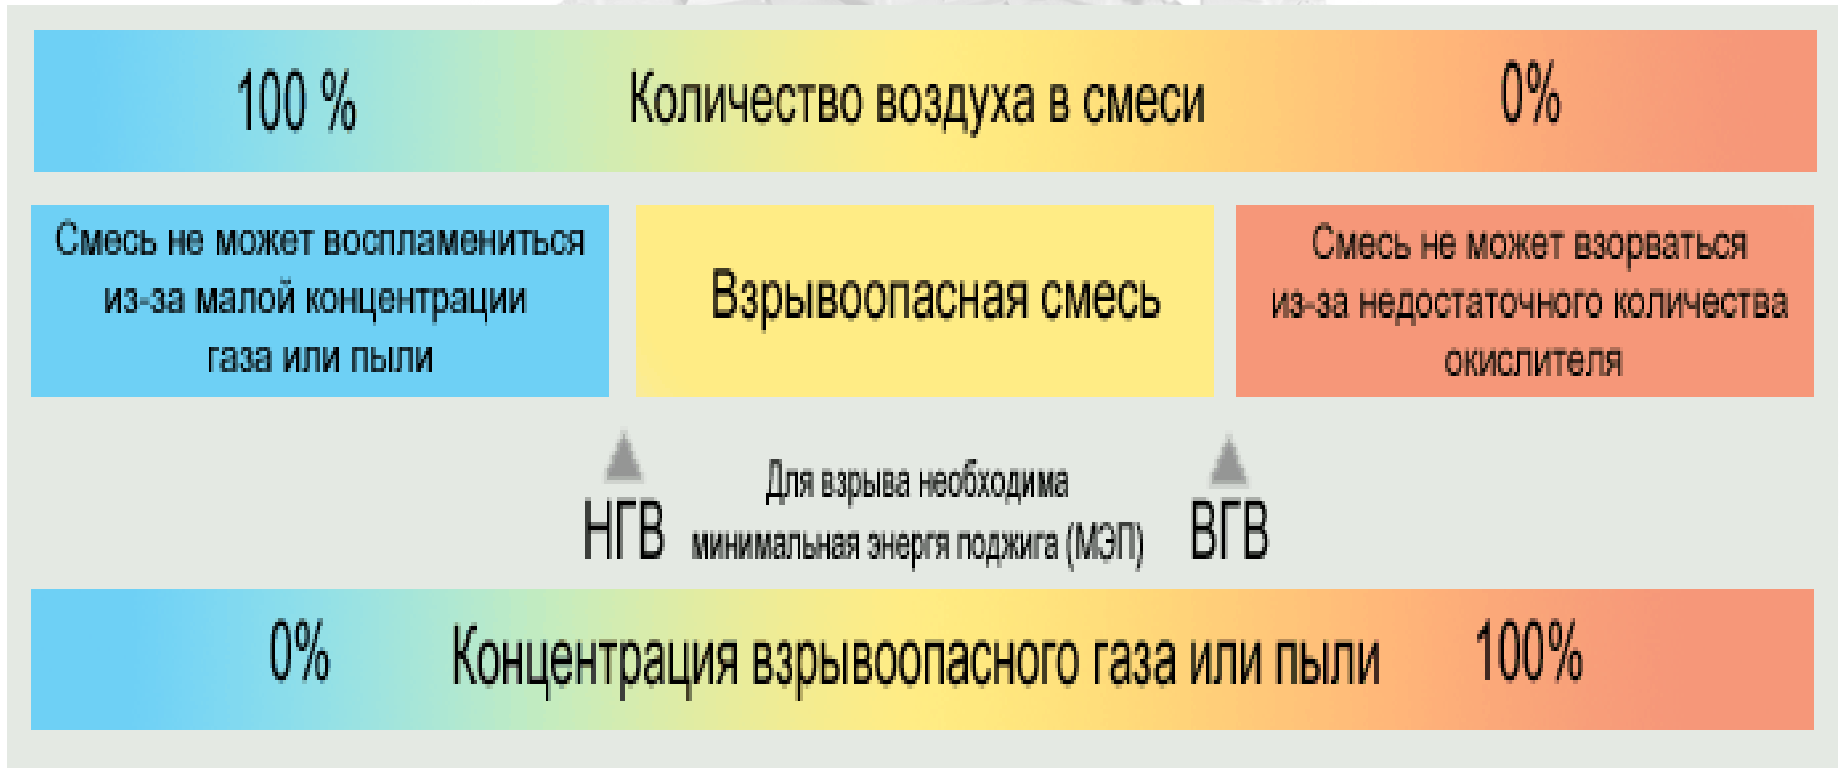 100 % Количество воздуха в смеси 0%
Смесь не может воспламениться
из-за малой концентрации
газа или пыли
Взрывоопасная смесь
Смесь не может взорваться
из-за недостаточного количества
окислителя
НГВ
Для взрыва необходима
минимальная энергя поджига (МЭП)
ВГВ
0% Концентрация взрывоопасного газа или пыли 100%